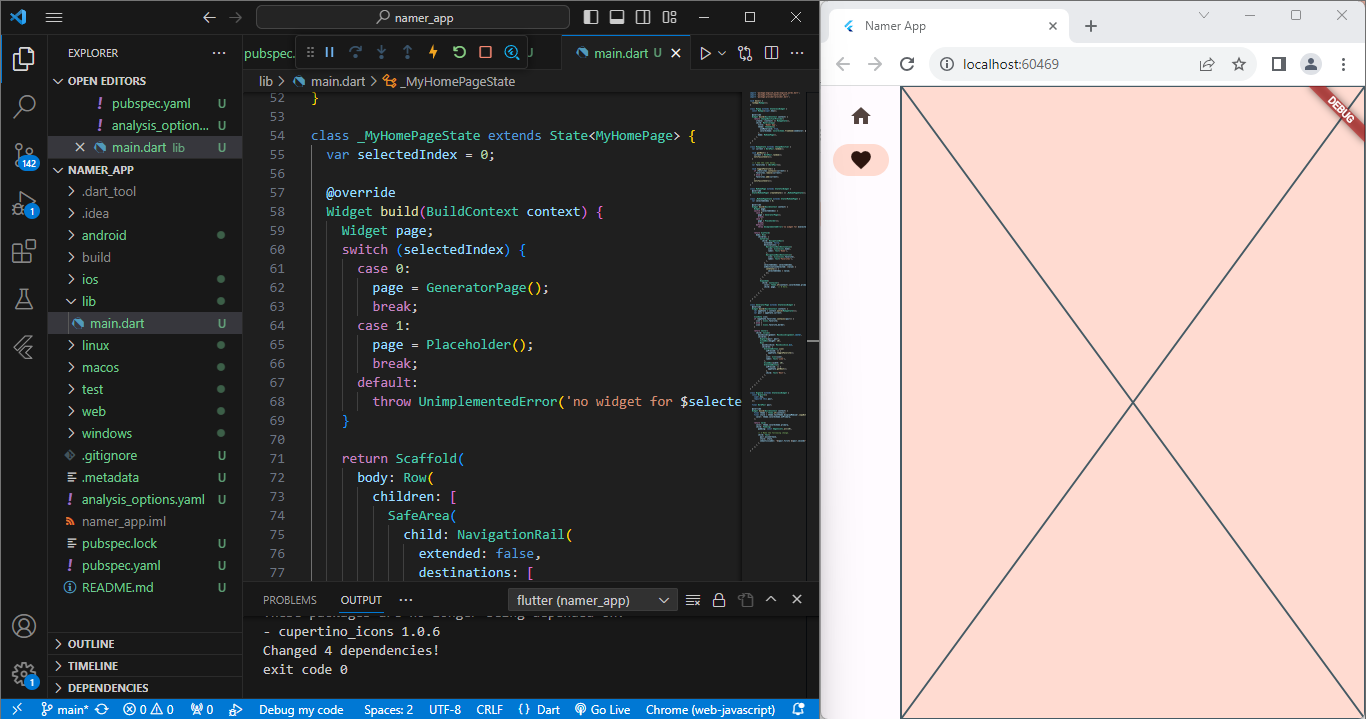 namer_app
EXPLORER
OPEN EDITORS
pubspec.yaml U
analysis_option... U
main.dart lib U
NAMER_APP
.dart_tool
.idea
android
build
ios
lib
main.dart U
linux
macos
test
web
windows
.gitignore U
.metadata U
analysis_options.yaml U
namer_app.iml
pubspec.lock U
pubspec.yaml U
README.md U
OUTLINE
TIMELINE
DEPENDENCIES
142
1
1
pubspec. U
main.dart U
lib > main.dart > _MyHomePageState
52 }
53
54 class _MyHomePageState extends State<MyHomePage> {
55 var selectedIndex = 0;
56
57 @override
58 Widget build(BuildContext context) {
59 Widget page;
60 switch (selectedIndex) {
61 case 0:
62 page = GeneratorPage();
63 break;
64 case 1:
65 page = Placeholder();
66 break;
67 default:
68 throw UnimplementedError('no widget for $selecte
69 }
70
71 return Scaffold(
72 body: Row(
73 children: [
74 SafeArea(
75 child: NavigationRail(
76 extended: false,
77 destinations: [
PROBLEMS OUTPUT
flutter (namer_app)
- cupertino_icons 1.0.6
Changed 4 dependencies!
exit code 0
main* 0 0 0 Debug my code Spaces: 2 UTF-8 CRLF {} Dart Go Live Chrome (web-javascript)
Namer App
localhost:60469
DEBUG